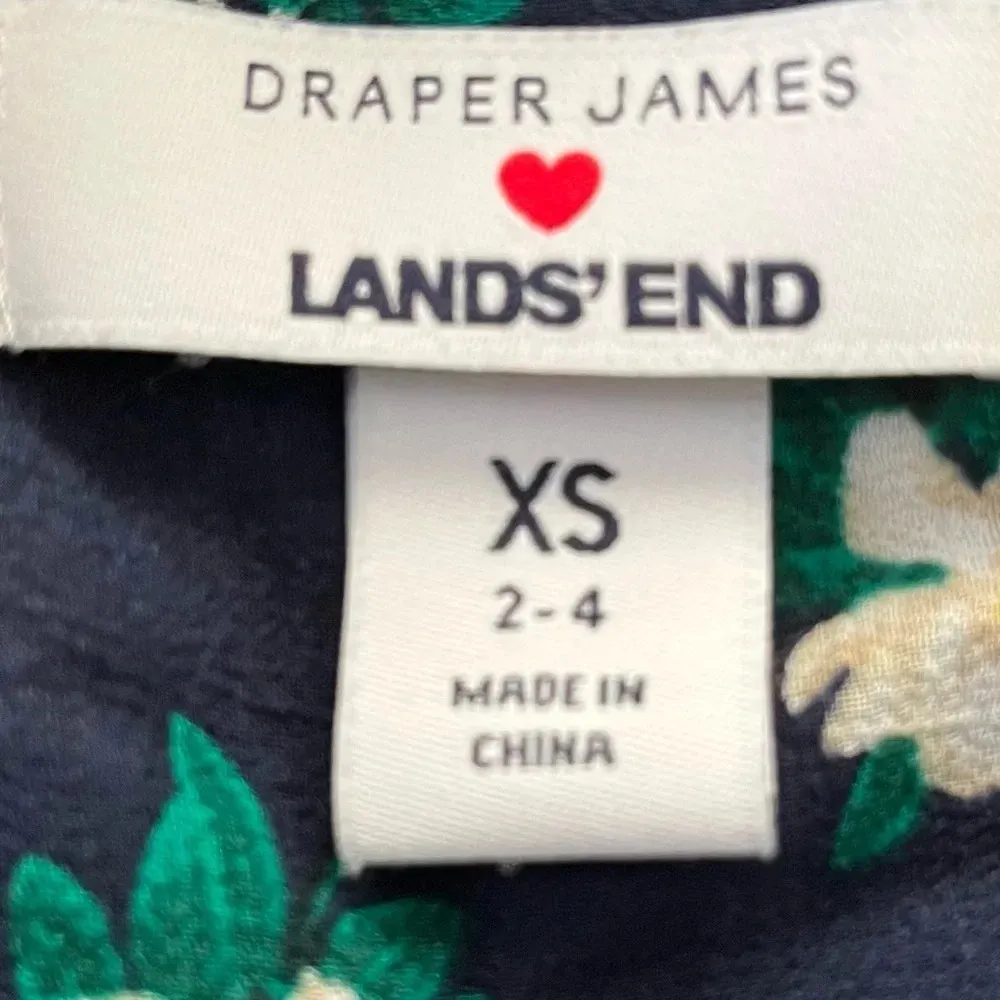 DRAPER JAMES
LANDS' END
XS
2-4
MADE IN
CHINA